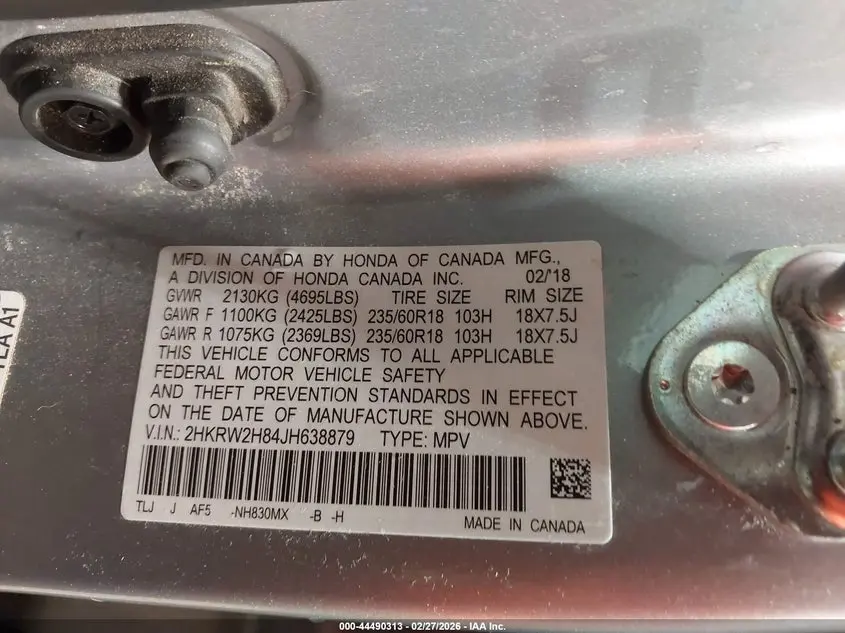 MFD. IN CANADA BY HONDA OF CANADA MFG.,
A DIVISION OF HONDA CANADA INC. 02/'18
GVWR 2130KG (4695LBS) TIRE SIZE RIM SIZE
GAWR F 1100KG (2425LBS) 235/60R18 103H 18X7.5J
GAWR R 1075KG (2369LBS) 235/60R18 103H 18X7.5J
THIS VEHICLE CONFORMS TO ALL APPLICABLE
FEDERAL MOTOR VEHICLE SAFETY
AND THEFT PREVENTION STANDARDS IN EFFECT
ON THE DATE OF MANUFACTURE SHOWN ABOVE.
V.I.N.: 2HKRW2H84JH638879 TYPE: MPV
TLJ J AF5 -NH830MX -B -H
MADE IN CANADA
TLA A1
000-44490313 - 02/27/2026 - IAA Inc.